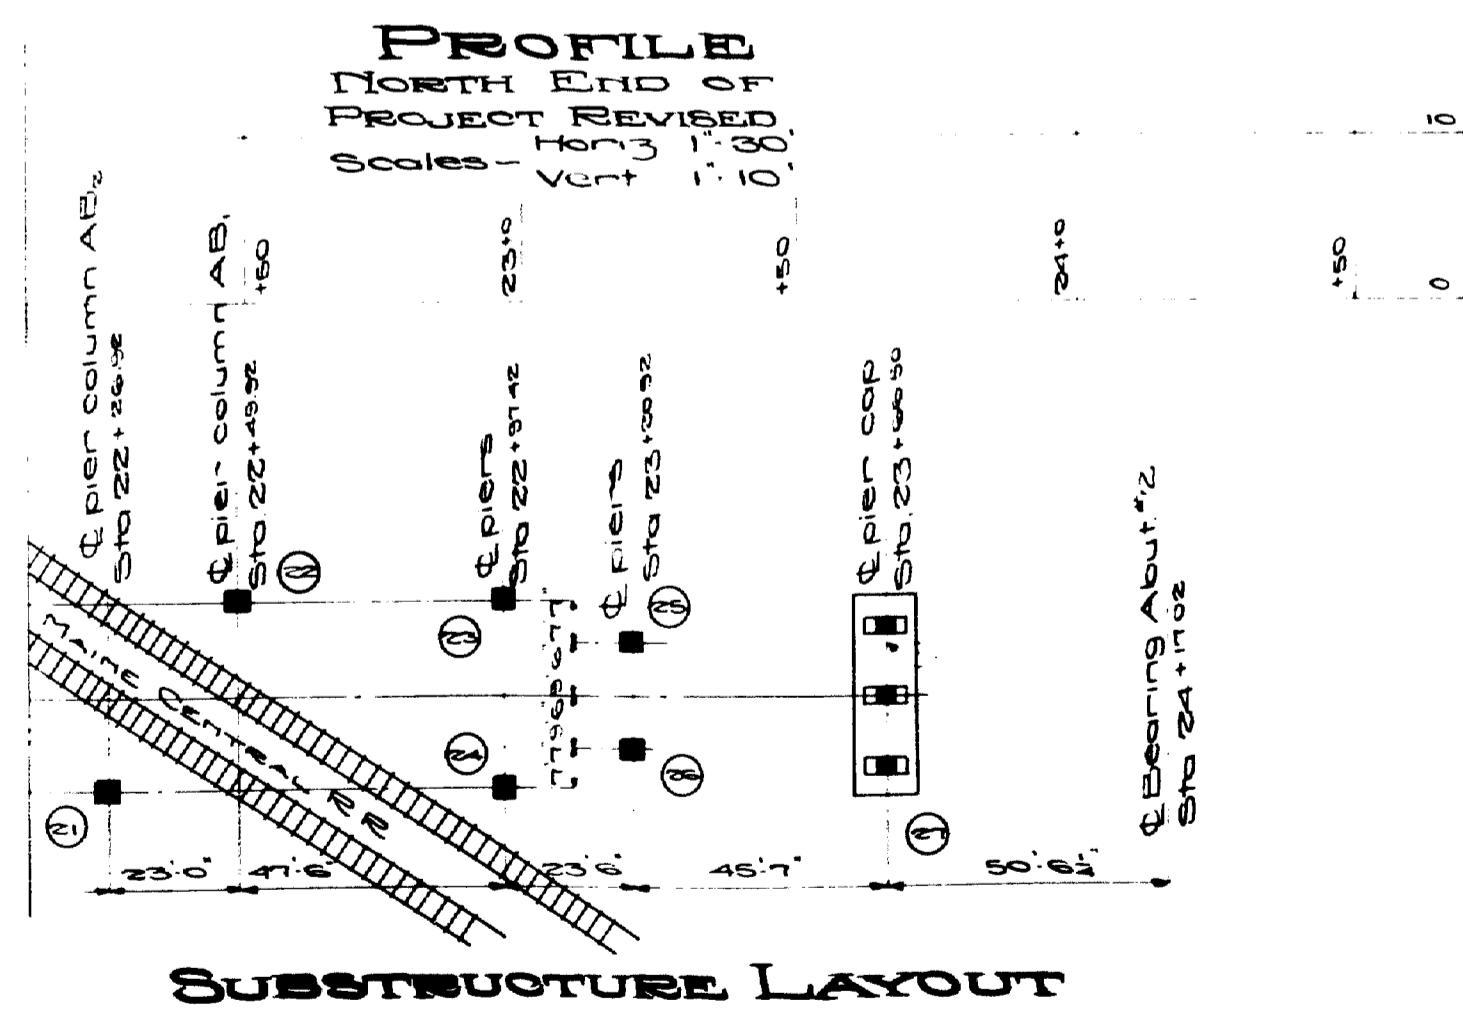 PROFILE
NORTH END OF
PROJECT REVISED
Scales - Horiz 1"·30'
Vert 1"·10'
10
0
+50
23+0
+50
24+0
+50
℄ pier column AB2
Sta 22+26.92
℄ pier column AB1
Sta. 22+49.92
℄ piers
Sta 22+97 42
℄ piers
Sta 23+20 92
℄ pier cap
Sta. 23+66 50
℄ Bearing Abut. #2
Sta 24+17 02
22
23
25
24
26
21
27
MAINE CENTRAL RR
23'·0"
47'·6"
23'6"
45'·7"
50'·6¼"
SUBSTRUCTURE LAYOUT